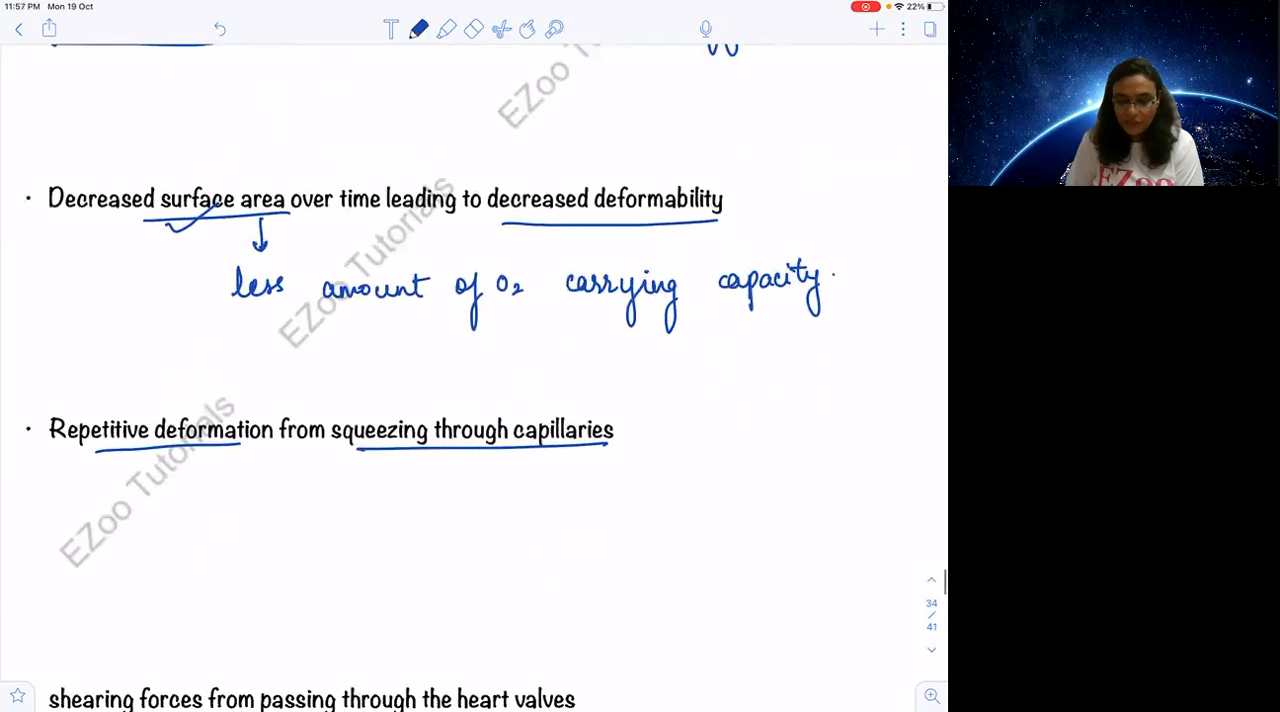 11:57 PM Mon 19 Oct
22%
EZoo
· Decreased surface area over time leading to decreased deformability
less amount of O₂ carrying capacity.
EZoo Tutorials
· Repetitive deformation from squeezing through capillaries
EZoo Tutorials
34
/
41
shearing forces from passing through the heart valves
EZoo